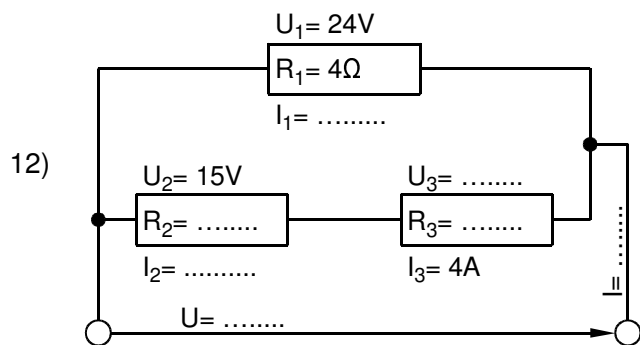 U₁= 24V
R₁= 4Ω
I₁= ….......
12)
U₂= 15V
U₃= ….....
R₂= ….....
R₃= ….....
I₂= ..........
I₃= 4A
I= ….....
U= ….....